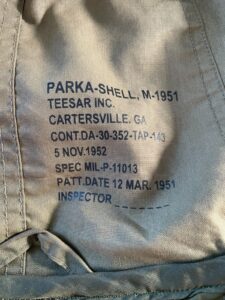 PARKA-SHELL, M-1951
TEESAR INC.
CARTERSVILLE, GA
CONT.DA-30-352-TAP-143
5 NOV.1952
SPEC MIL-P-11013
PATT.DATE 12 MAR. 1951
INSPECTOR